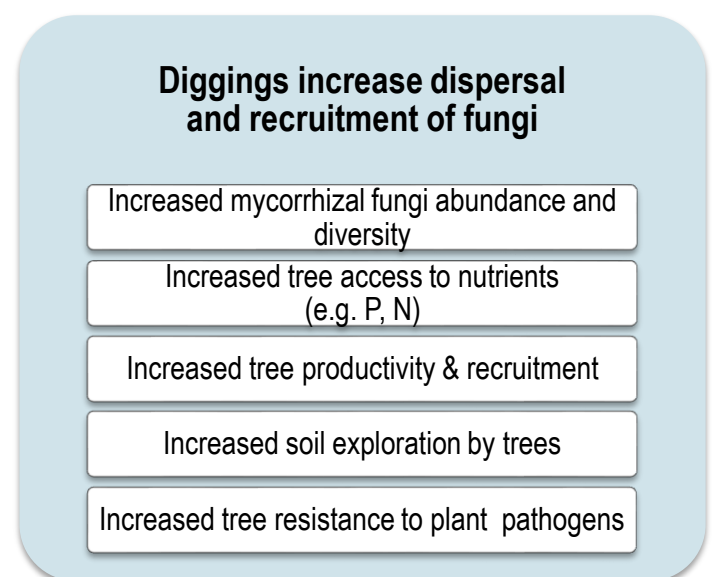 Diggings increase dispersal
and recruitment of fungi
Increased mycorrhizal fungi abundance and
diversity
Increased tree access to nutrients
(e.g. P, N)
Increased tree productivity & recruitment
Increased soil exploration by trees
Increased tree resistance to plant pathogens